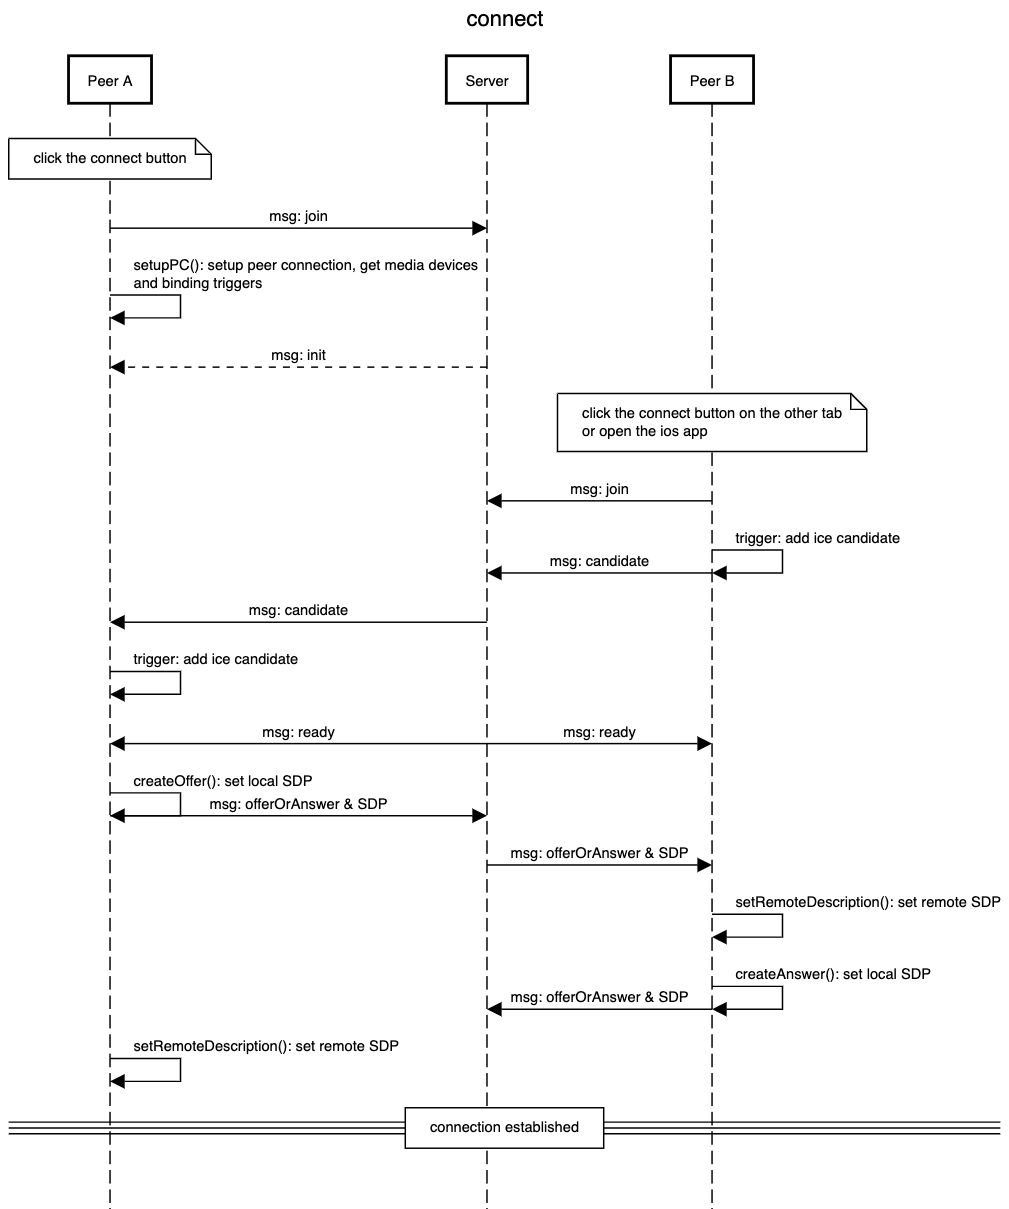 connect
Peer A
Server
Peer B
click the connect button
msg: join
setupPC(): setup peer connection, get media devices
and binding triggers
msg: init
click the connect button on the other tab
or open the ios app
msg: join
trigger: add ice candidate
msg: candidate
msg: candidate
trigger: add ice candidate
msg: ready
msg: ready
createOffer(): set local SDP
msg: offerOrAnswer & SDP
msg: offerOrAnswer & SDP
setRemoteDescription(): set remote SDP
createAnswer(): set local SDP
msg: offerOrAnswer & SDP
setRemoteDescription(): set remote SDP
connection established